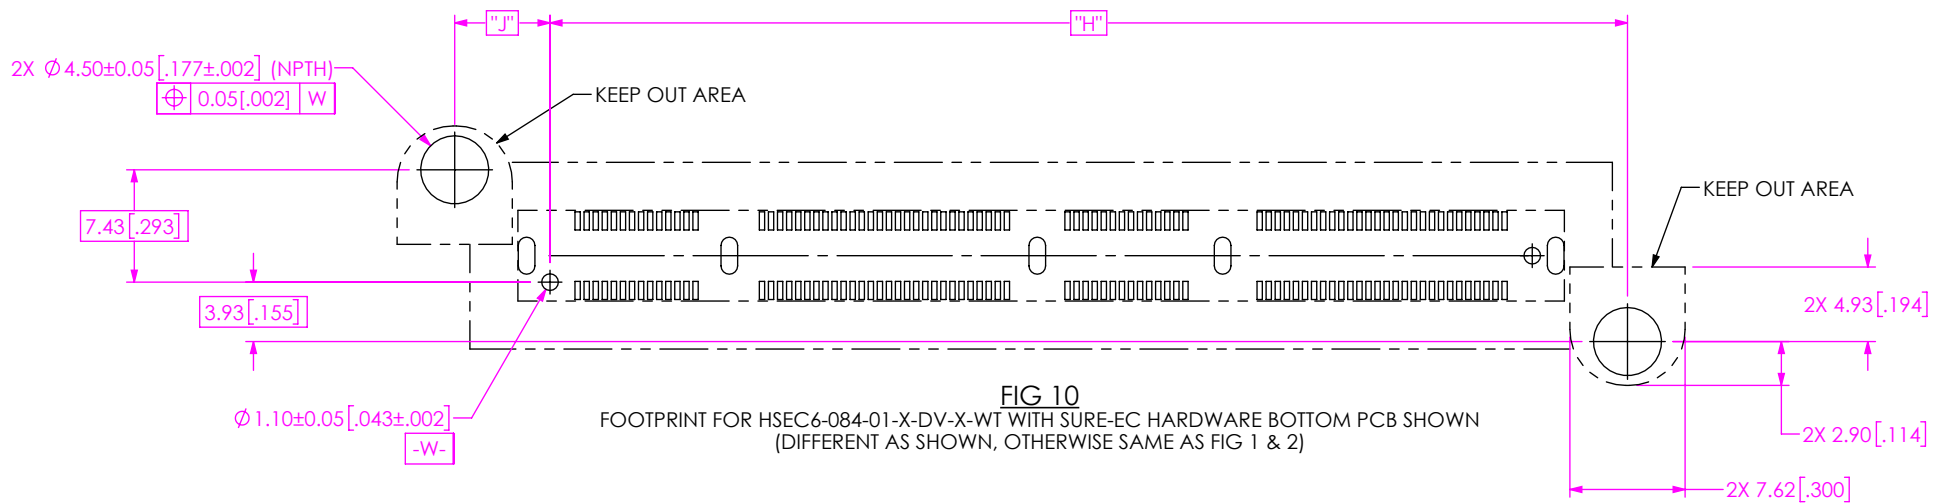 "J"
"H"
2X Ø4.50±0.05[.177±.002] (NPTH)
⌖ 0.05[.002] W
KEEP OUT AREA
KEEP OUT AREA
7.43[.293]
3.93[.155]
2X 4.93[.194]
Ø1.10±0.05[.043±.002]
-W-
FIG 10
FOOTPRINT FOR HSEC6-084-01-X-DV-X-WT WITH SURE-EC HARDWARE BOTTOM PCB SHOWN
(DIFFERENT AS SHOWN, OTHERWISE SAME AS FIG 1 & 2)
2X 2.90[.114]
2X 7.62[.300]